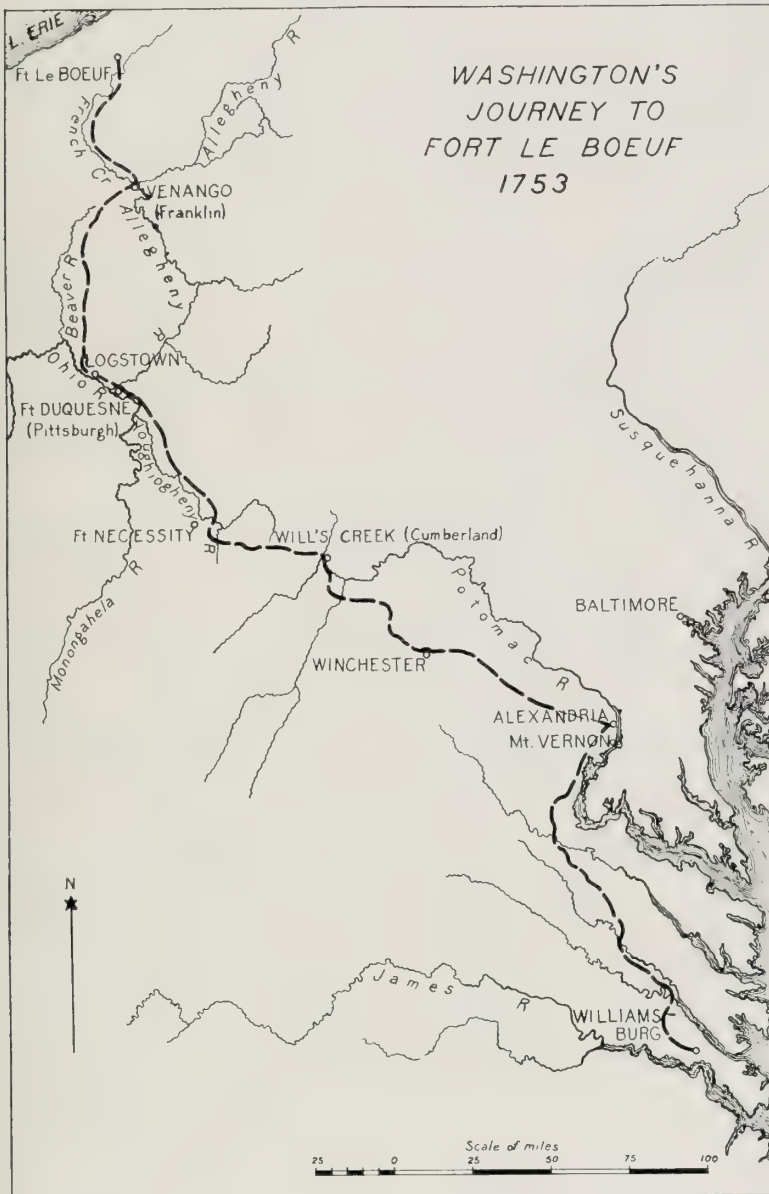 L. ERIE
Ft Le BOEUF
French Cr
Allegheny R
WASHINGTON'S
JOURNEY TO
FORT LE BOEUF
1753
VENANGO
(Franklin)
Allegheny
R
Beaver R
LOGSTOWN
Ohio R
Ft DUQUESNE
(Pittsburgh)
Yonghiogheny
R
Susquehanna R
Ft NECESSITY
WILL'S CREEK (Cumberland)
Monongahela R
Potomac R
BALTIMORE
WINCHESTER
ALEXANDRIA
Mt. VERNON
N
James R
WILLIAMS
BURG
Scale of miles
25 0 25 50 75 100